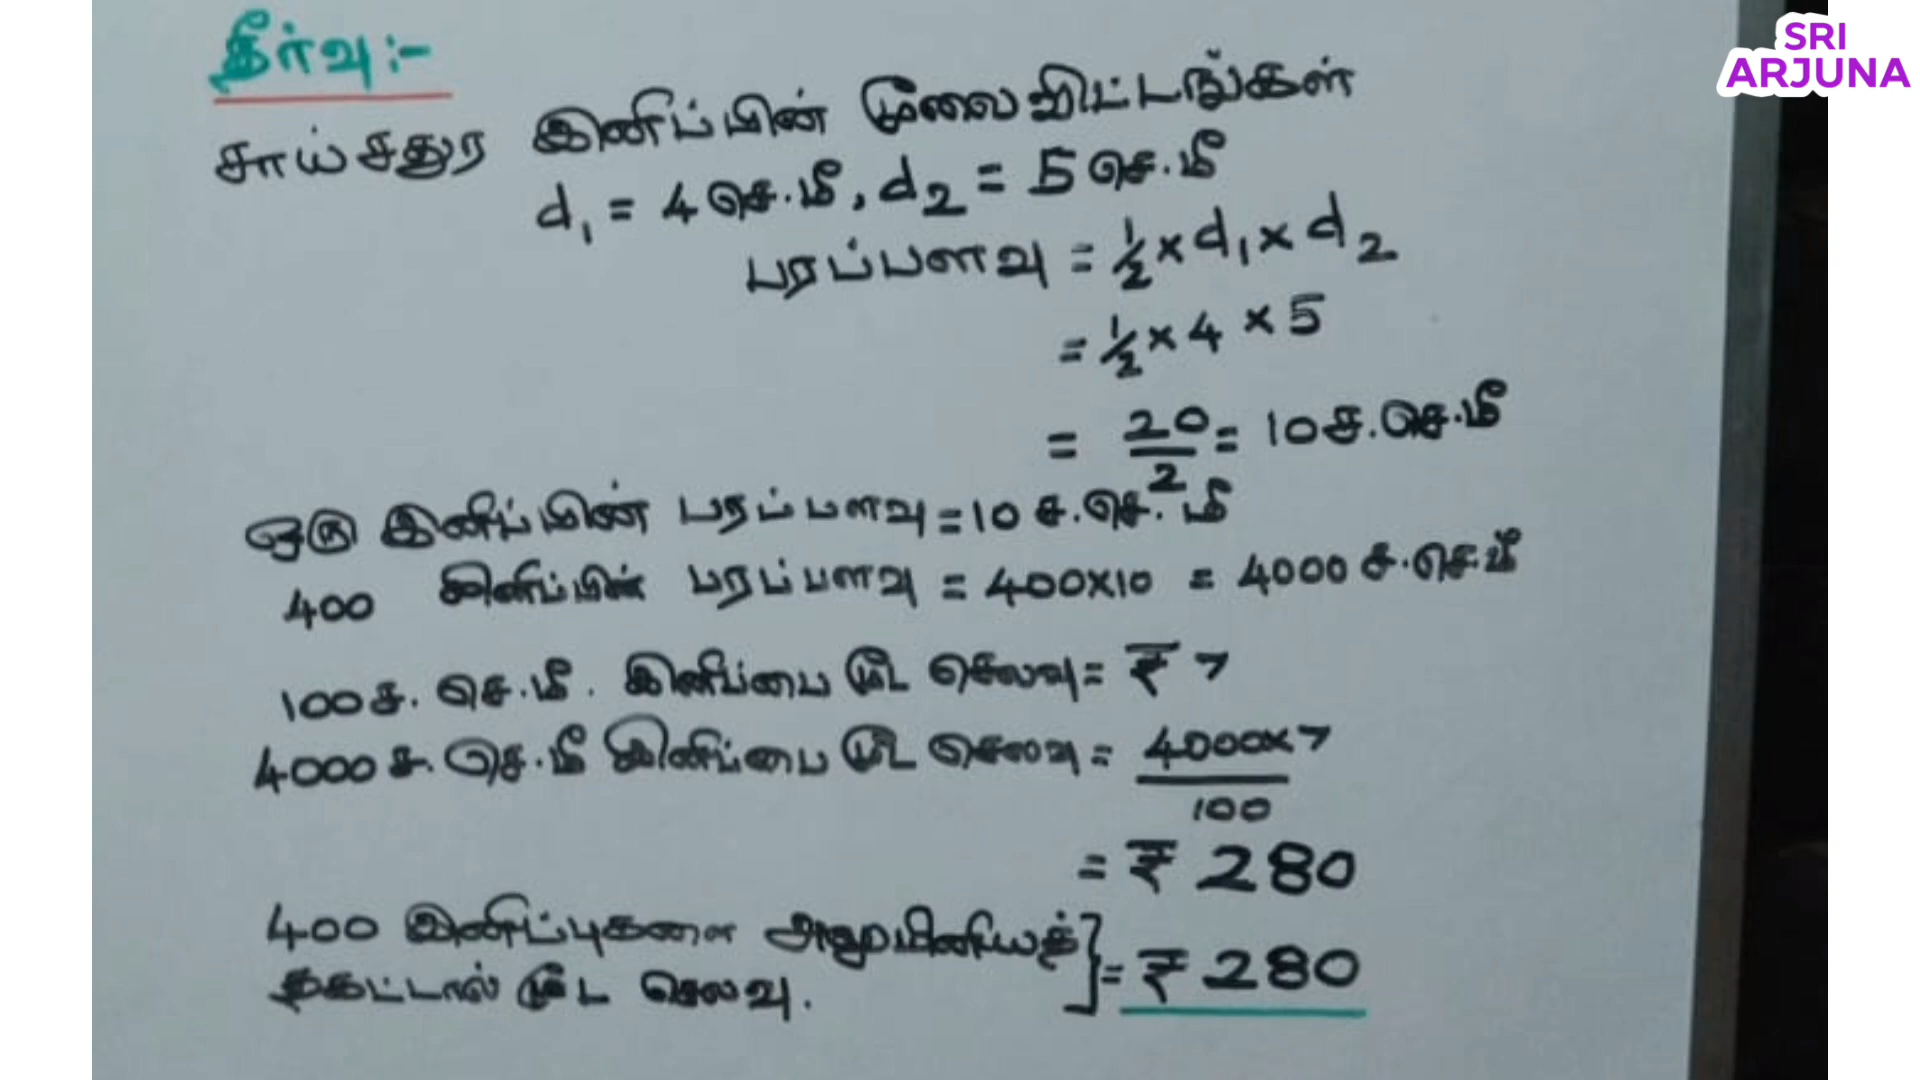 SRI
ARJUNA
தீர்வு:-
சாய்சதுர இனிப்பின் மூலைவிட்டங்கள்
d₁ = 4 செ.மீ, d₂ = 5 செ.மீ
பரப்பளவு = 1/2 × d₁ × d₂
= 1/2 × 4 × 5
= 20/2 = 10 ச.செ.மீ
ஒரு இனிப்பின் பரப்பளவு = 10 ச.செ.மீ
400 இனிப்பின் பரப்பளவு = 400×10 = 4000 ச.செ.மீ
100 ச.செ.மீ. இனிப்பை மூட செலவு = ₹ 7
4000 ச.செ.மீ இனிப்பை மூட செலவு = 4000×7/100
= ₹ 280
400 இனிப்புகளை அலுமினியத்
தகட்டால் மூட செலவு. } = ₹ 280